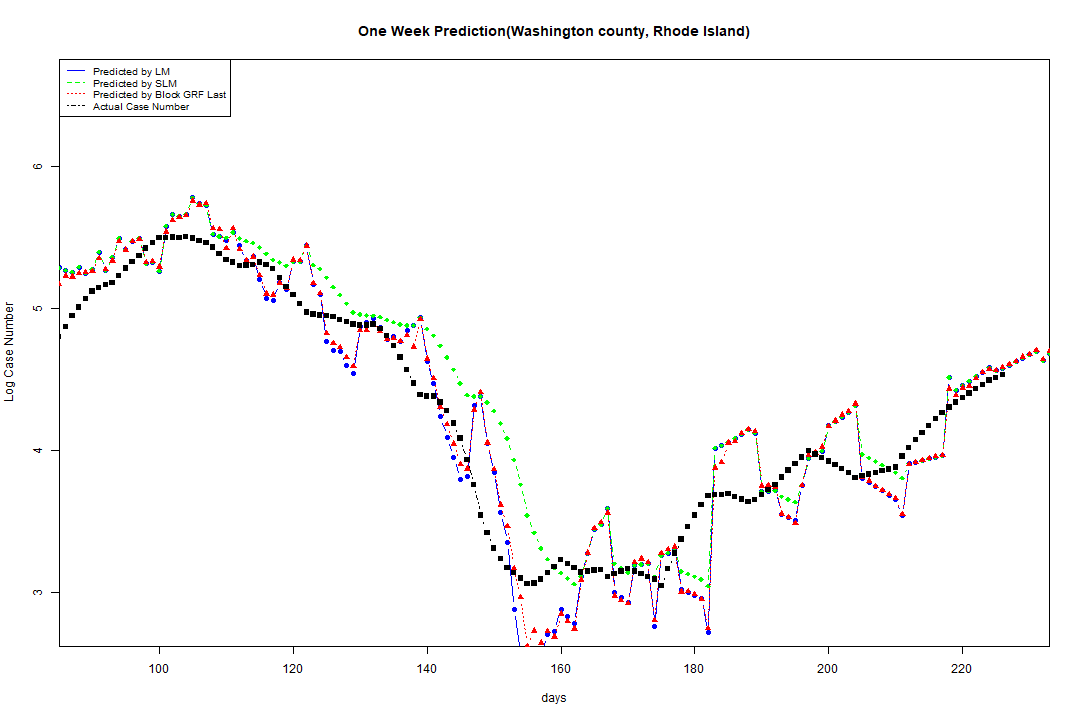 One Week Prediction(Washington county, Rhode Island)
Predicted by LM
Predicted by SLM
Predicted by Block GRF Last
Actual Case Number
6
5
4
3
Log Case Number
100 120 140 160 180 200 220
days